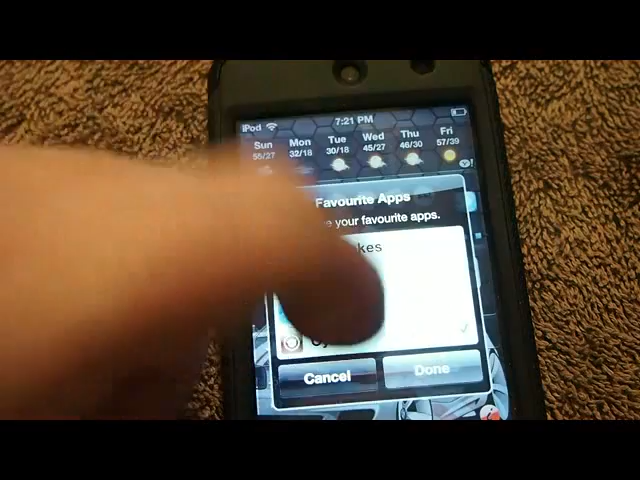 iPod 7:21 PM
Sun Mon Tue Wed Thu Fri
55/27 32/18 30/18 45/27 46/30 57/39
Y!
Favourite Apps
your favourite apps.
Cancel Done